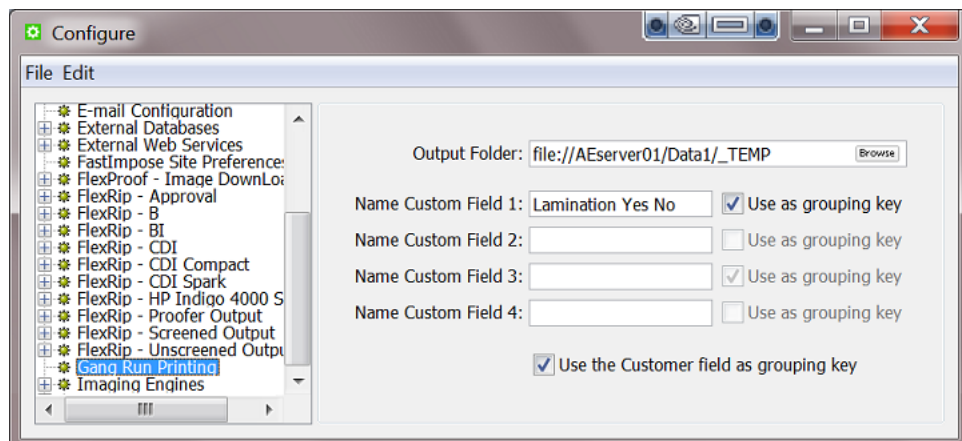 Configure
File Edit
E-mail Configuration
External Databases
External Web Services
FastImpose Site Preference
FlexProof - Image DownLoa
FlexRip - Approval
FlexRip - B
FlexRip - BI
FlexRip - CDI
FlexRip - CDI Compact
FlexRip - CDI Spark
FlexRip - HP Indigo 4000 S
FlexRip - Proofer Output
FlexRip - Screened Output
FlexRip - Unscreened Outpu
Gang Run Printing
Imaging Engines
Output Folder: file://AEserver01/Data1/_TEMP Browse
Name Custom Field 1: Lamination Yes No Use as grouping key
Name Custom Field 2: Use as grouping key
Name Custom Field 3: Use as grouping key
Name Custom Field 4: Use as grouping key
Use the Customer field as grouping key